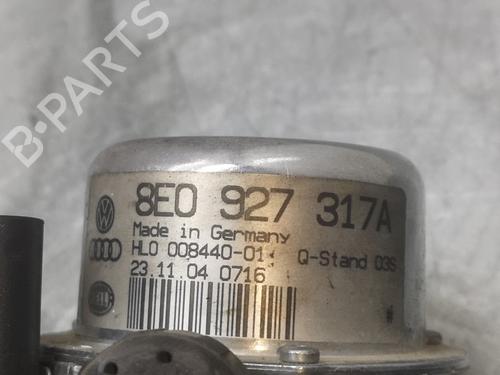 B-PARTS
8E0 927 317A
Made in Germany
HLO 008440-01 Q-Stand 03S
23.11.04 0716